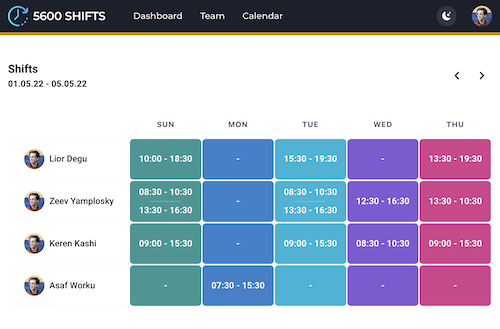 5600 SHIFTS Dashboard Team Calendar
Shifts
01.05.22 - 05.05.22
SUN MON TUE WED THU
Lior Degu 10:00 - 18:30 - 15:30 - 19:30 - 13:30 - 19:30
Zeev Yamplosky 08:30 - 10:30 13:30 - 16:30 - 08:30 - 10:30 13:30 - 16:30 12:30 - 16:30 13:30 - 10:30
Keren Kashi 09:00 - 15:30 - 09:00 - 15:30 08:30 - 10:30 09:00 - 15:30
Asaf Worku - 07:30 - 15:30 - - -